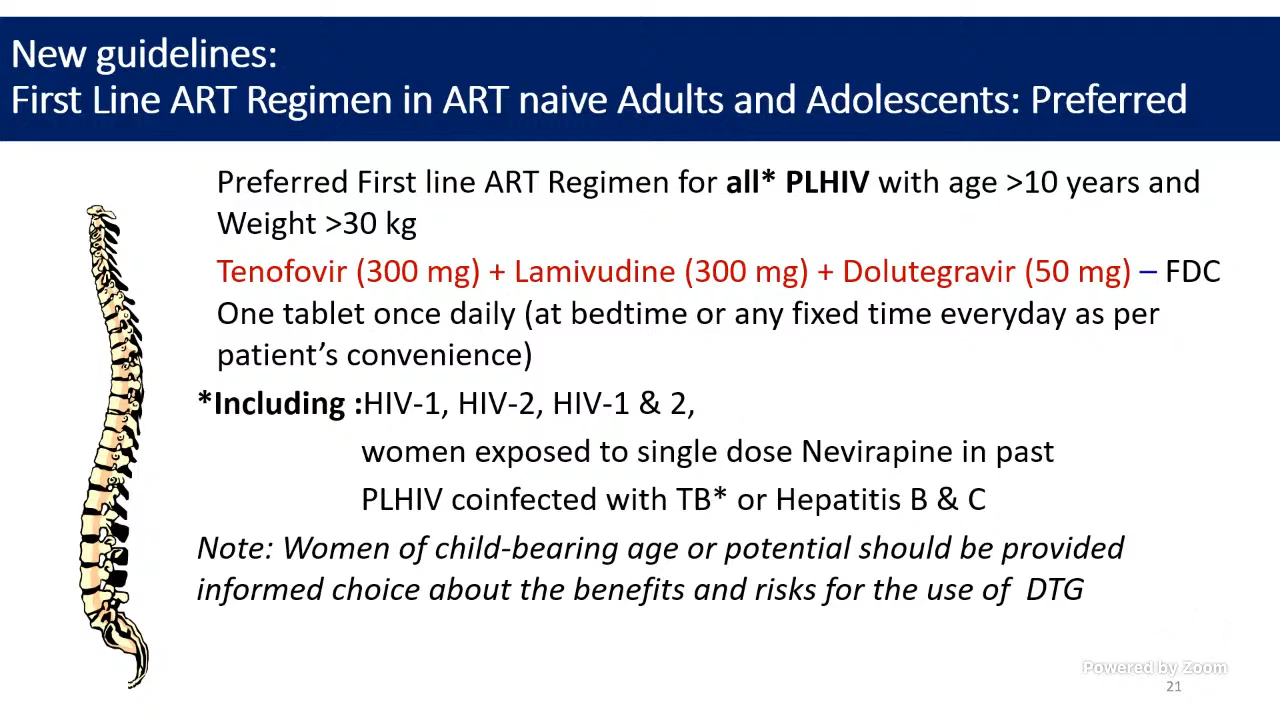 New guidelines:
First Line ART Regimen in ART naive Adults and Adolescents: Preferred
Preferred First line ART Regimen for all* PLHIV with age >10 years and
Weight >30 kg
Tenofovir (300 mg) + Lamivudine (300 mg) + Dolutegravir (50 mg) – FDC
One tablet once daily (at bedtime or any fixed time everyday as per
patient’s convenience)
*Including :HIV-1, HIV-2, HIV-1 & 2,
women exposed to single dose Nevirapine in past
PLHIV coinfected with TB* or Hepatitis B & C
Note: Women of child-bearing age or potential should be provided
informed choice about the benefits and risks for the use of DTG
Powered by Zoom
21